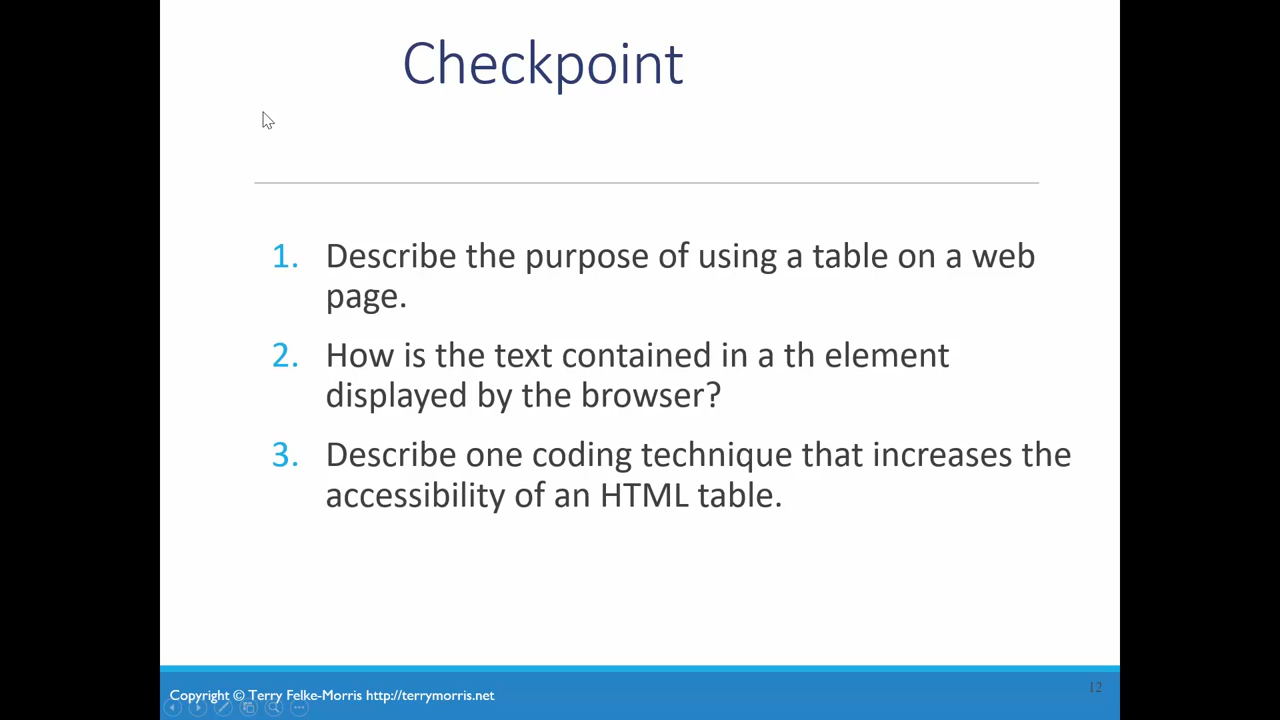 Checkpoint
1. Describe the purpose of using a table on a web
page.
2. How is the text contained in a th element
displayed by the browser?
3. Describe one coding technique that increases the
accessibility of an HTML table.
Copyright © Terry Felke-Morris http://terrymorris.net
12